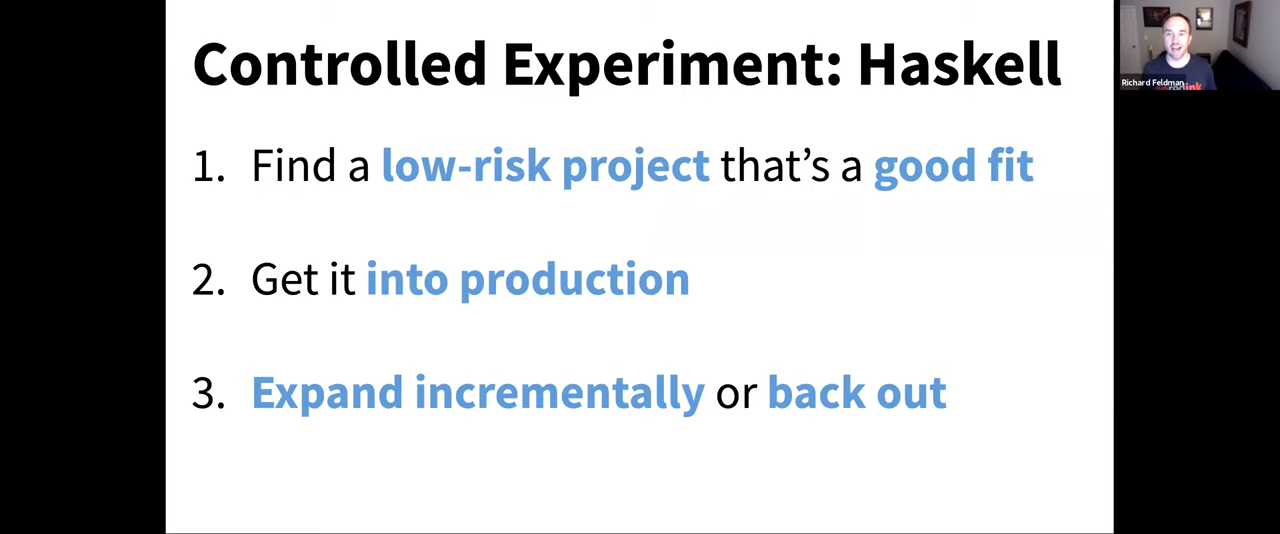 Controlled Experiment: Haskell
1. Find a low-risk project that’s a good fit
2. Get it into production
3. Expand incrementally or back out
Richard Feldman
noredink